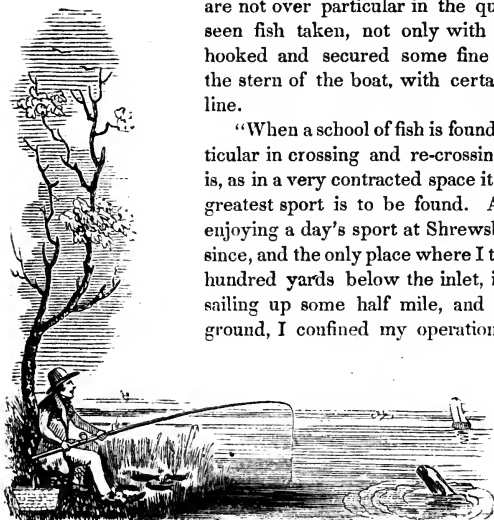 are not over particular in the qu
seen fish taken, not only with
hooked and secured some fine
the stern of the boat, with certa
line.
"When a school of fish is found
ticular in crossing and re-crossin
is, as in a very contracted space it
greatest sport is to be found. A
enjoying a day's sport at Shrewsb
since, and the only place where I t
hundred yards below the inlet, i
sailing up some half mile, and
ground, I confined my operation